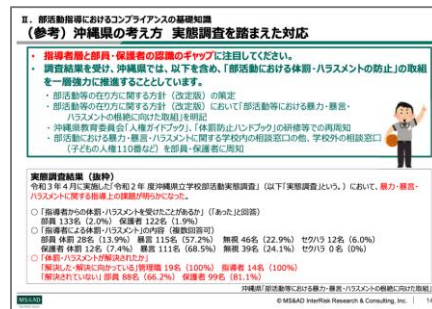 Ⅱ．部活動指導におけるコンプライアンスの基礎知識
（参考）沖縄県の考え方　実態調査を踏まえた対応
・ 指導者層と部員・保護者の認識のギャップに注目してください。
・ 調査結果を受け、沖縄県では、以下を含め、「部活動における体罰・ハラスメントの防止」の取組を一層強力に推進することとしています。
・ 部活動等の在り方に関する方針（改定版）の策定
・ 部活動等の在り方に関する方針（改定版）において「部活動等における暴力・暴言・
ハラスメントの根絶に向けた取組」を明記
・ 沖縄県教育委員会「人権ガイドブック」、「体罰防止ハンドブック」の研修等での再周知
・ 部活動における暴力・暴言・ハラスメントに関する学校内の相談窓口の他、学校外の相談窓口
（子どもの人権110番など）を部員・保護者に周知
実態調査結果（抜粋）
令和３年４月に実施した「令和２年度沖縄県立学校部活動実態調査」（以下「実態調査」という。）において、暴力・暴言・
ハラスメントに関する指導上の課題が明らかになった。
○「指導者からの体罰・ハラスメントを受けたことがあるか」（「あった」と回答）
部員 133名（2.0%） 保護者 122名（1.9%）
○「指導者による体罰・ハラスメント」の内容（複数回答可）
部員 体罰 28名（13.9%） 暴言 115名（57.2%） 無視 46名（22.9%） セクハラ 12名（6.0%）
保護者 体罰 12名（7.4%） 暴言 111名（68.5%） 無視 39名（24.1%） セクハラ 0名（0%）
○「体罰・ハラスメントが解決されたか」
「解決した・解決に向かっている」管理職 19名（100%） 指導者 14名（100%）
「解決されていない」部員 88名（66.2%） 保護者 99名（81.1%）
沖縄県「部活動等における暴力・暴言・ハラスメントの根絶に向けた取組」
MS&AD
© MS&AD InterRisk Research & Consulting, Inc.
14